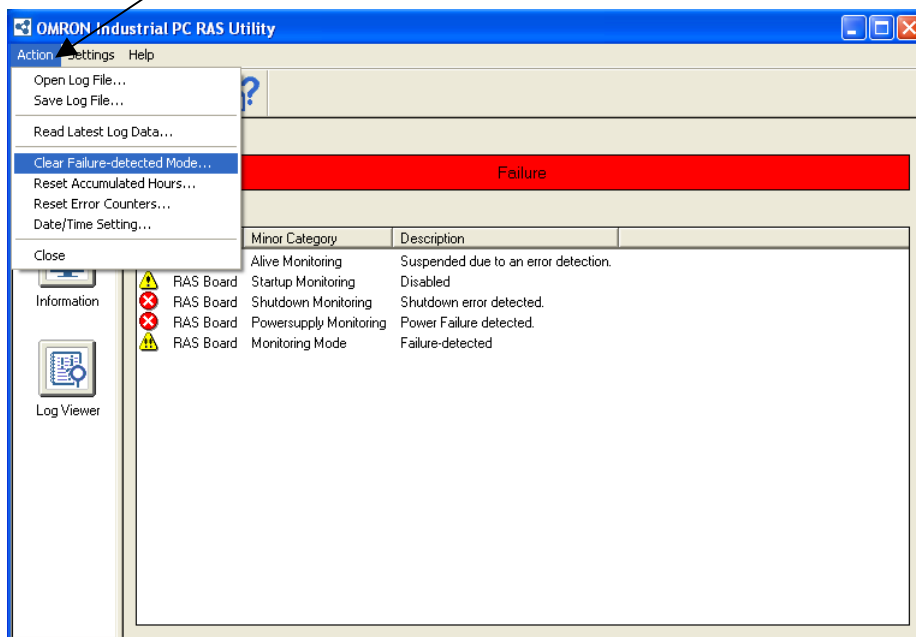 OMRON Industrial PC RAS Utility
Action Settings Help
Open Log File...
Save Log File...
Read Latest Log Data...
Clear Failure-detected Mode...
Reset Accumulated Hours...
Reset Error Counters...
Date/Time Setting...
Close
Failure
Minor Category Description
Alive Monitoring Suspended due to an error detection.
RAS Board Startup Monitoring Disabled
RAS Board Shutdown Monitoring Shutdown error detected.
RAS Board Powersupply Monitoring Power Failure detected.
RAS Board Monitoring Mode Failure-detected
Information
Log Viewer